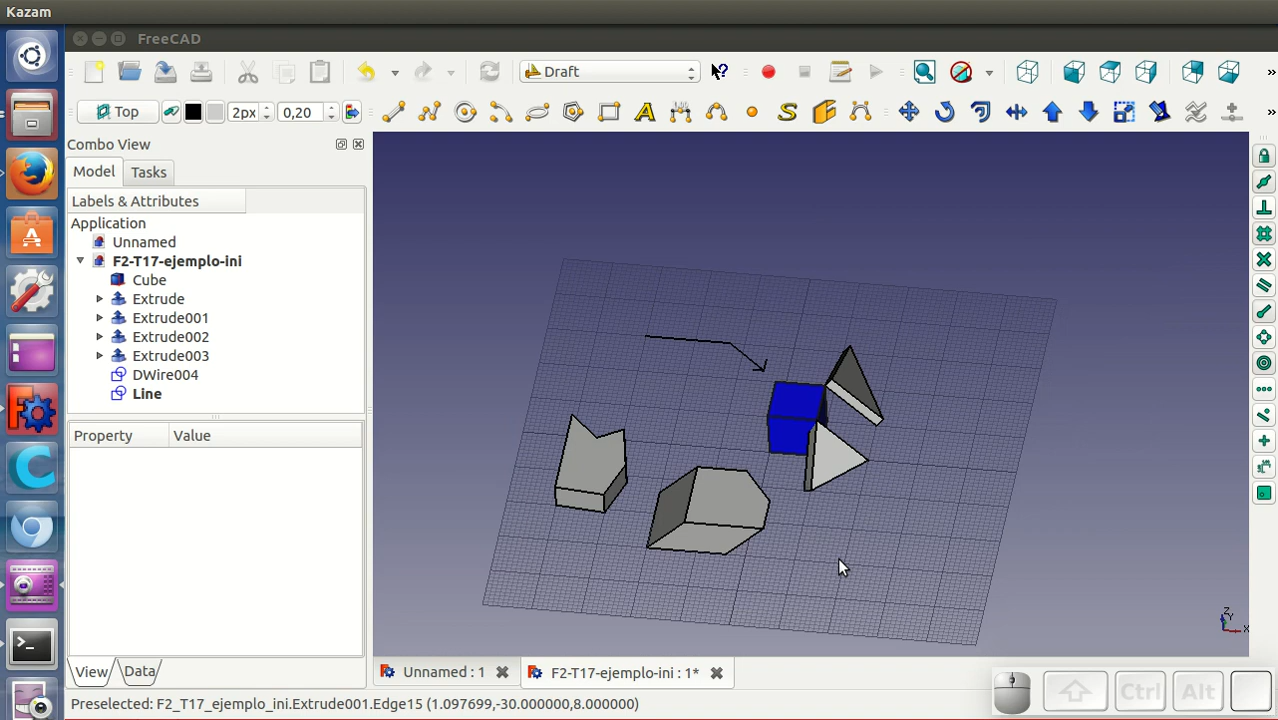 Kazam
FreeCAD
Draft
Top
2px
0,20
Combo View
Model
Tasks
Labels & Attributes
Application
Unnamed
F2-T17-ejemplo-ini
Cube
Extrude
Extrude001
Extrude002
Extrude003
DWire004
Line
Property
Value
View
Data
Unnamed : 1
F2-T17-ejemplo-ini : 1*
Z
Y
X
Ctrl
Alt
Preselected: F2_T17_ejemplo_ini.Extrude001.Edge15 (1.097699,-30.000000,8.000000)